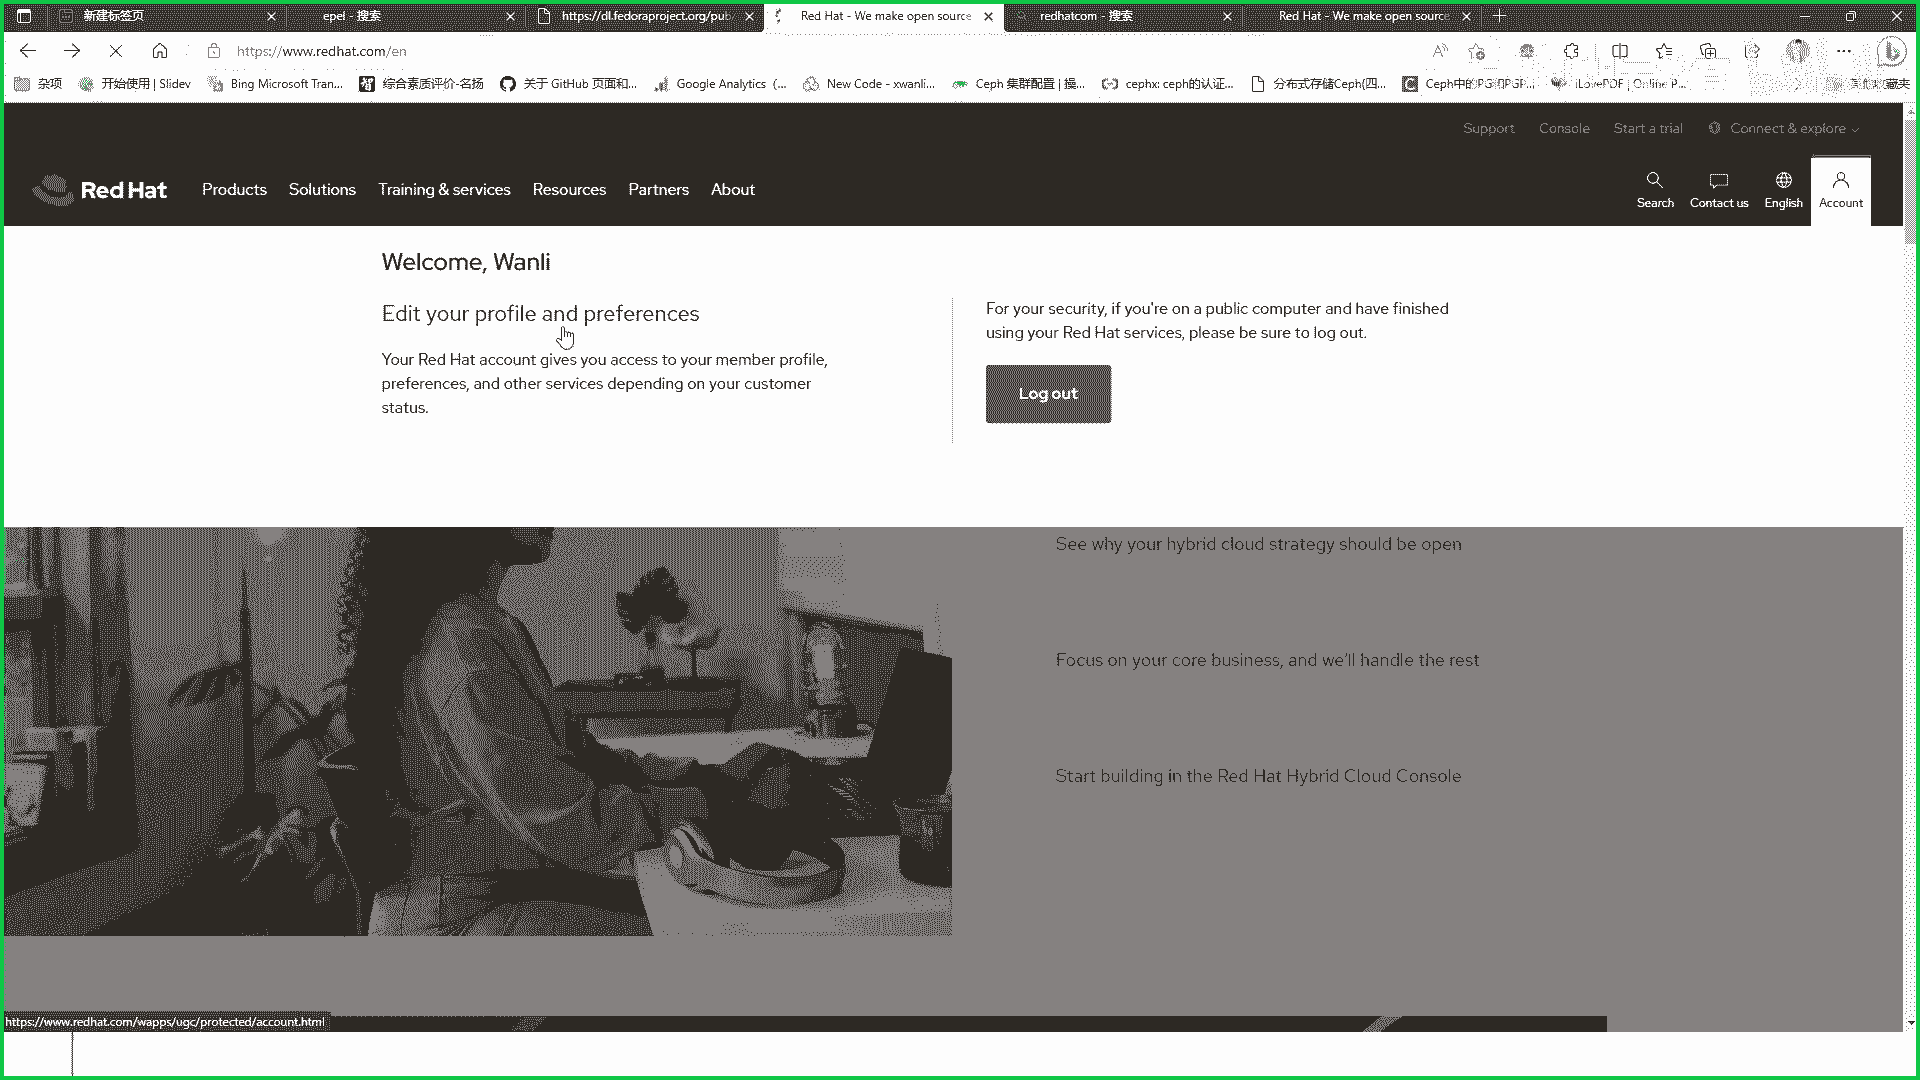 新建标签页
epel - 搜索
https://dl.fedoraproject.org/pub
Red Hat - We make open source
redhatcom - 搜索
Red Hat - We make open source
https://www.redhat.com/en
杂项
开始使用 | Slidev
Bing Microsoft Tran...
综合素质评价-名扬
关于 GitHub 页面和...
Google Analytics (...
New Code - xwanli...
Ceph 集群配置 | 操...
cephx: ceph的认证...
分布式存储Ceph(四...
Ceph中的PG和PGP...
iLovePDF | Online P...
Support
Console
Start a trial
Connect & explore
Red Hat
Products
Solutions
Training & services
Resources
Partners
About
Search
Contact us
English
Account
Welcome, Wanli
Edit your profile and preferences
Your Red Hat account gives you access to your member profile,
preferences, and other services depending on your customer
status.
For your security, if you're on a public computer and have finished
using your Red Hat services, please be sure to log out.
Log out
See why your hybrid cloud strategy should be open
Focus on your core business, and we'll handle the rest
Start building in the Red Hat Hybrid Cloud Console
https://www.redhat.com/wapps/ugc/protected/account.html